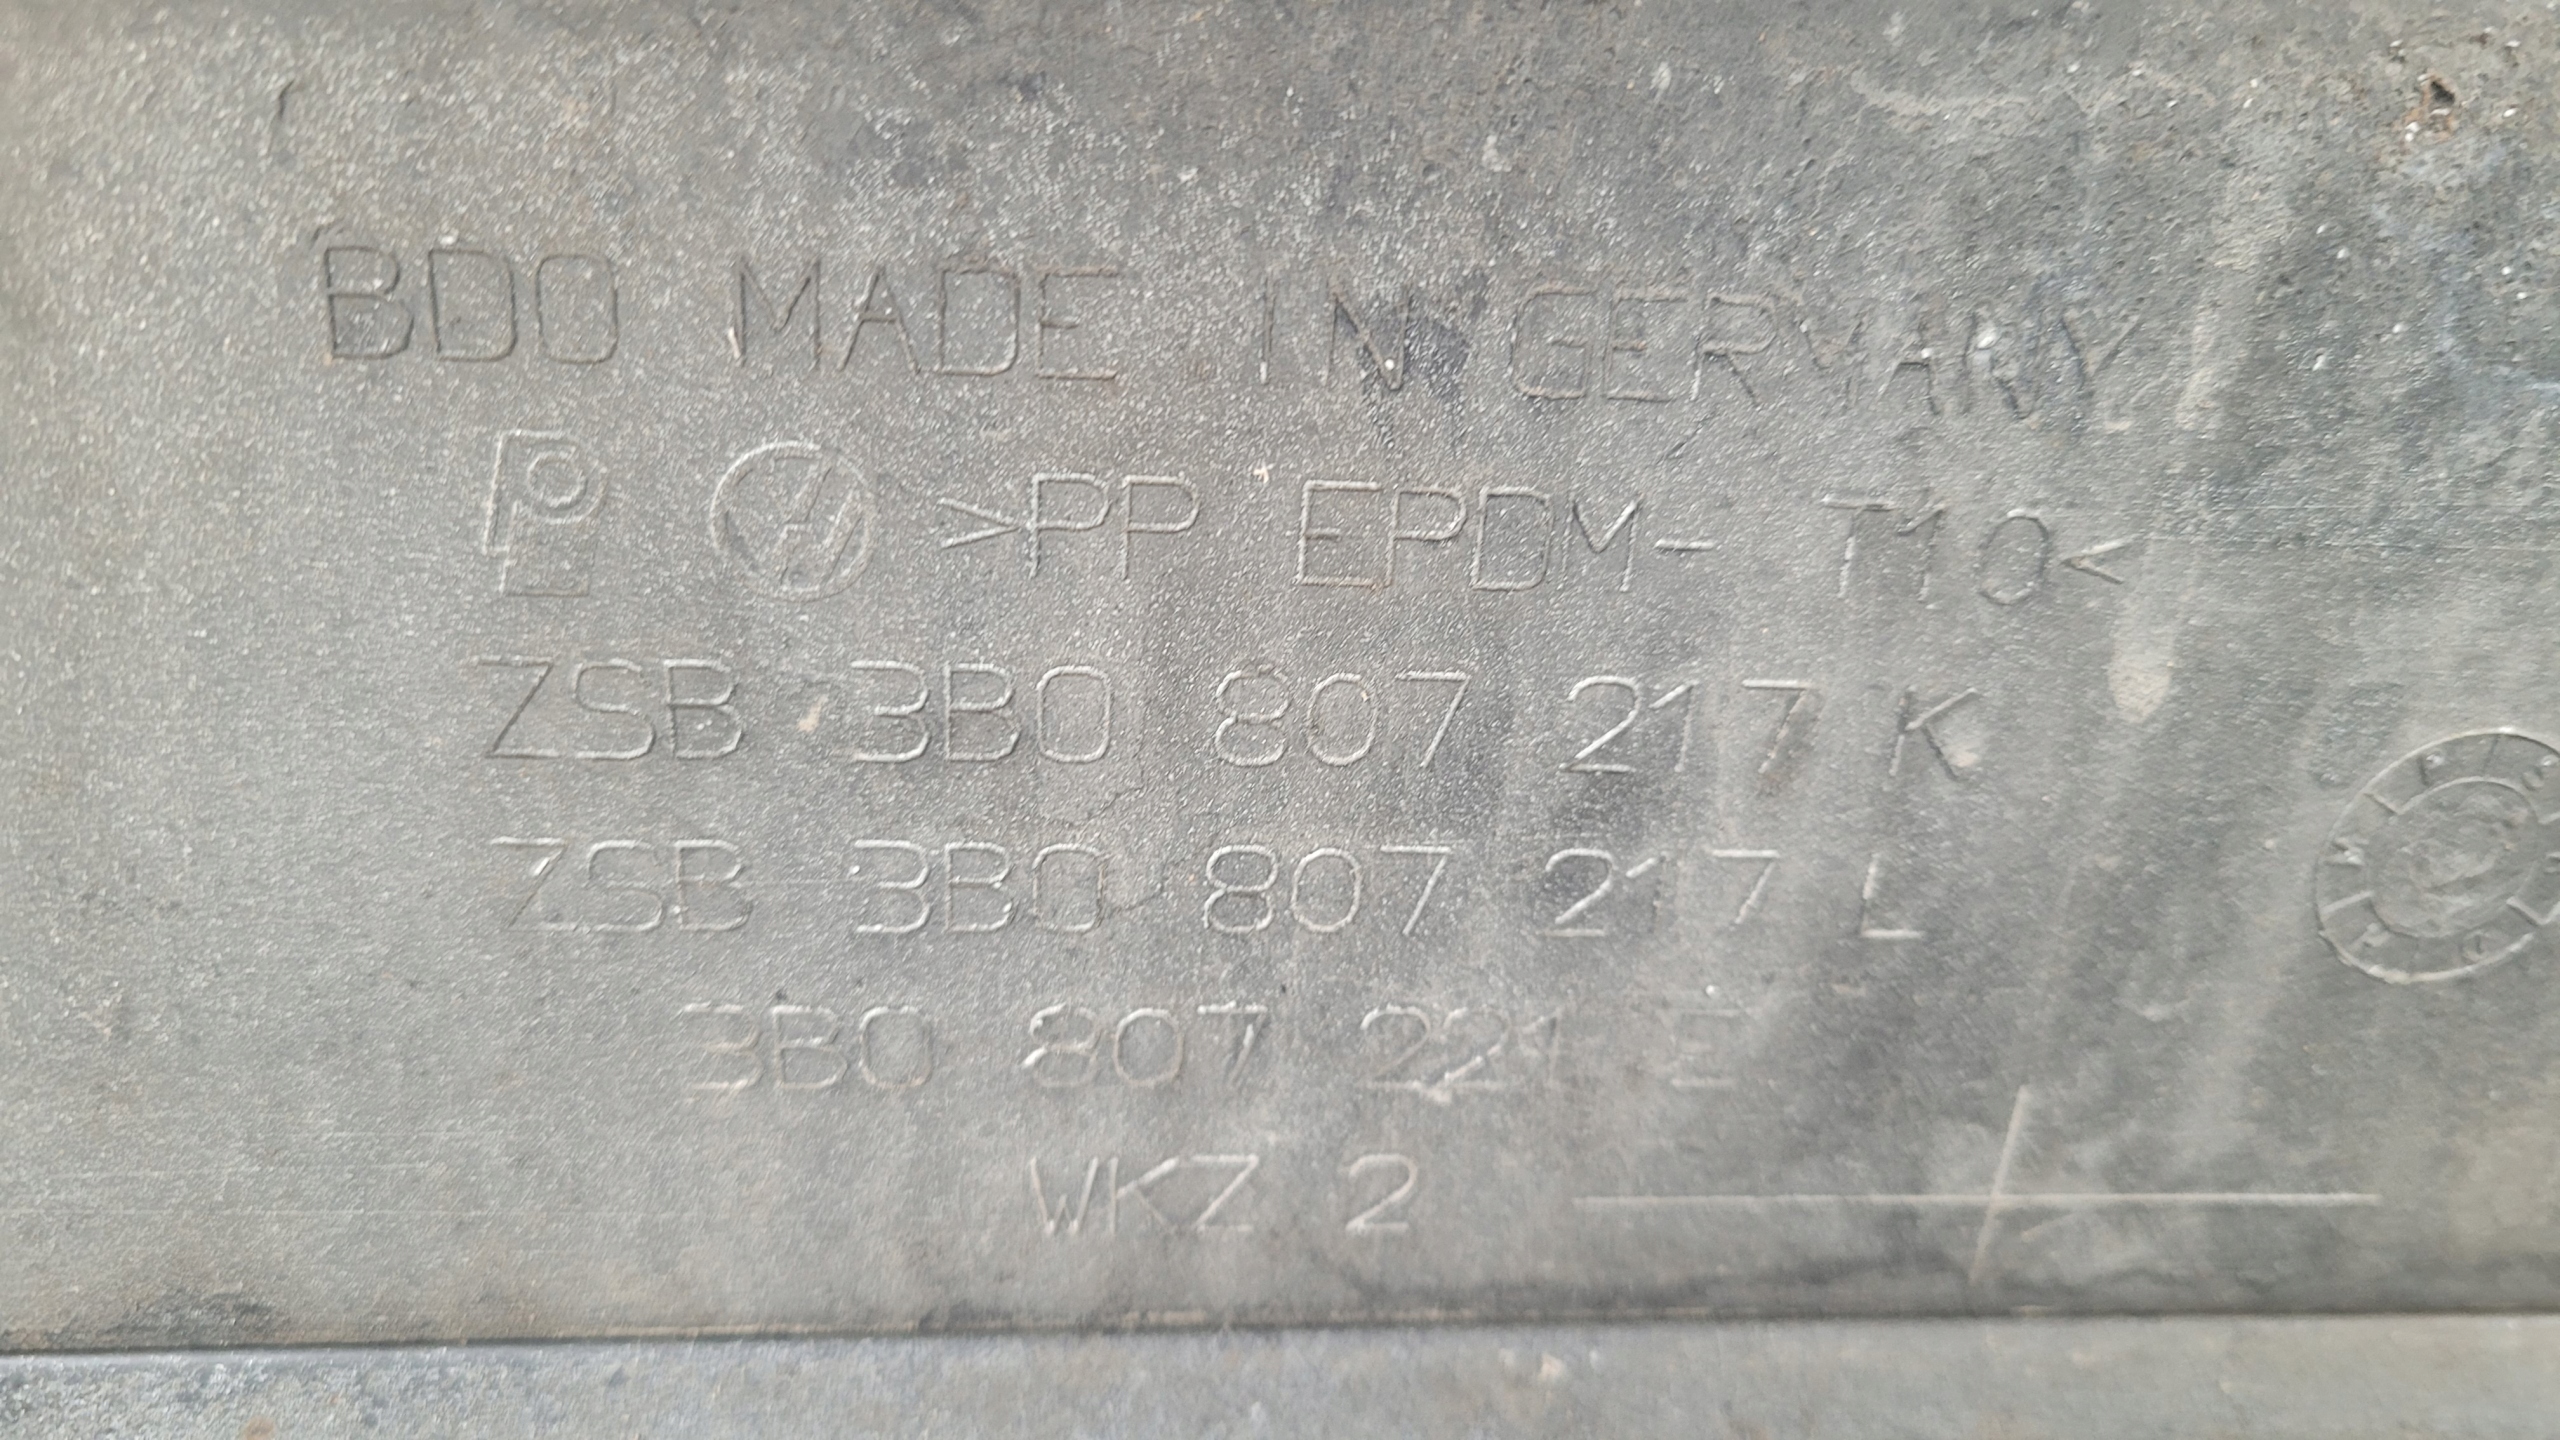 BDO MADE IN GERMANY
>PP EPDM- T10<
ZSB 3B0 807 217 K
ZSB 3B0 807 217 L
3B0 807 221 E
WKZ 2